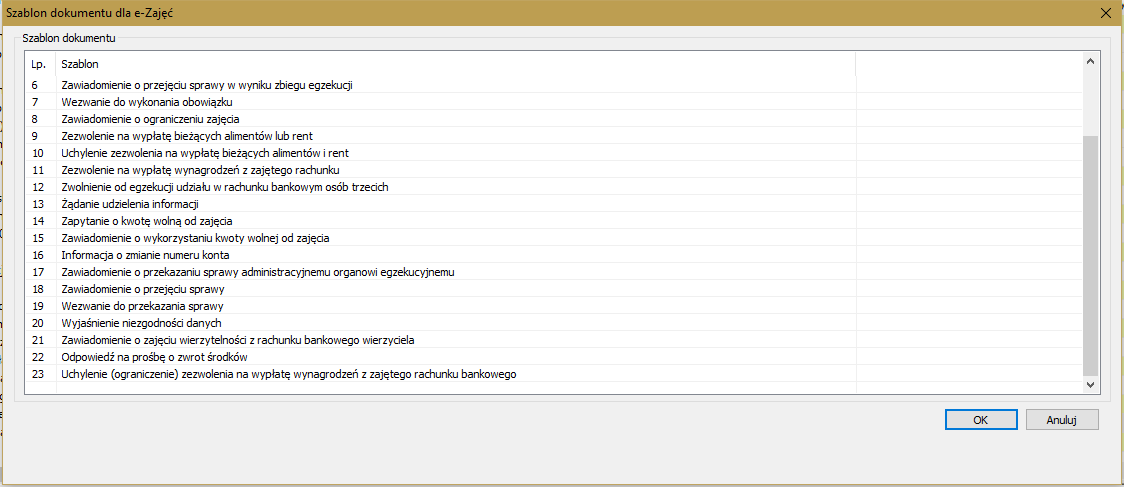 Szablon dokumentu dla e-Zajęć
Szablon dokumentu
Lp. Szablon
6 Zawiadomienie o przejęciu sprawy w wyniku zbiegu egzekucji
7 Wezwanie do wykonania obowiązku
8 Zawiadomienie o ograniczeniu zajęcia
9 Zezwolenie na wypłatę bieżących alimentów lub rent
10 Uchylenie zezwolenia na wypłatę bieżących alimentów i rent
11 Zezwolenie na wypłatę wynagrodzeń z zajętego rachunku
12 Zwolnienie od egzekucji udziału w rachunku bankowym osób trzecich
13 Żądanie udzielenia informacji
14 Zapytanie o kwotę wolną od zajęcia
15 Zawiadomienie o wykorzystaniu kwoty wolnej od zajęcia
16 Informacja o zmianie numeru konta
17 Zawiadomienie o przekazaniu sprawy administracyjnemu organowi egzekucyjnemu
18 Zawiadomienie o przejęciu sprawy
19 Wezwanie do przekazania sprawy
20 Wyjaśnienie niezgodności danych
21 Zawiadomienie o zajęciu wierzytelności z rachunku bankowego wierzyciela
22 Odpowiedź na prośbę o zwrot środków
23 Uchylenie (ograniczenie) zezwolenia na wypłatę wynagrodzeń z zajętego rachunku bankowego
OK Anuluj